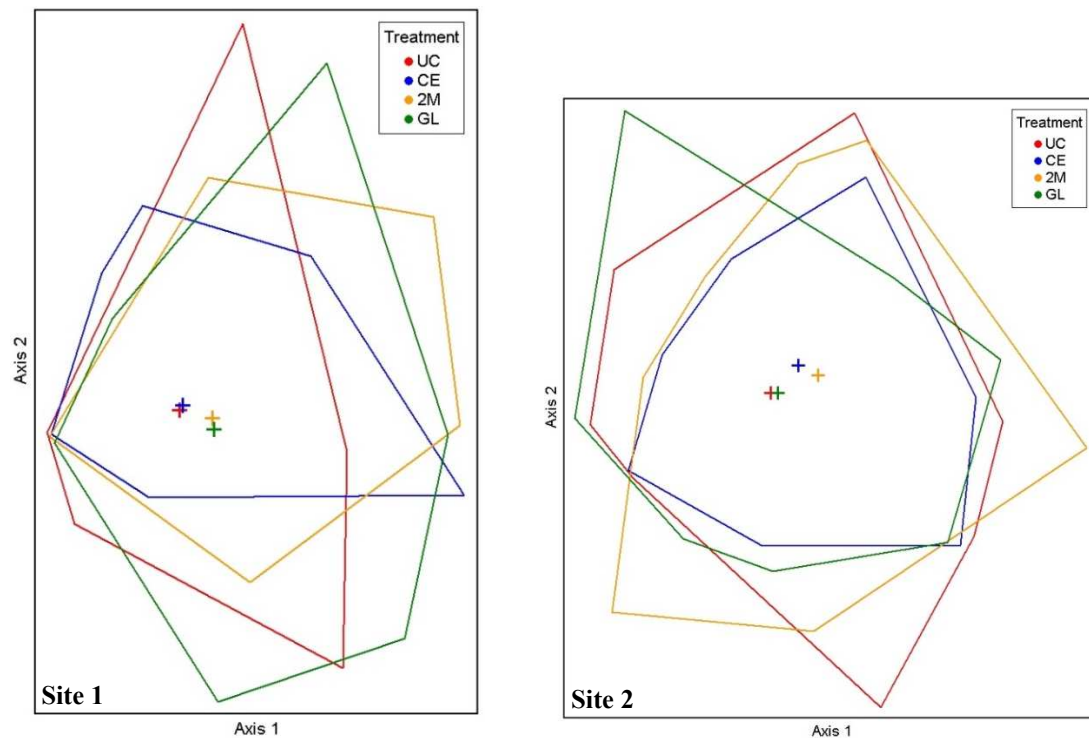 Treatment
UC
CE
2M
GL
Axis 2
Site 1
Axis 1
Treatment
UC
CE
2M
GL
Axis 2
Site 2
Axis 1